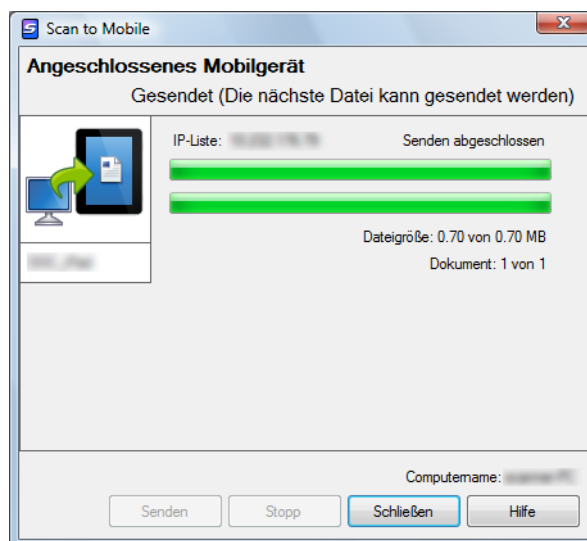 Scan to Mobile
Angeschlossenes Mobilgerät
Gesendet (Die nächste Datei kann gesendet werden)
IP-Liste: Senden abgeschlossen
Dateigröße: 0.70 von 0.70 MB
Dokument: 1 von 1
Computername:
Senden Stopp Schließen Hilfe